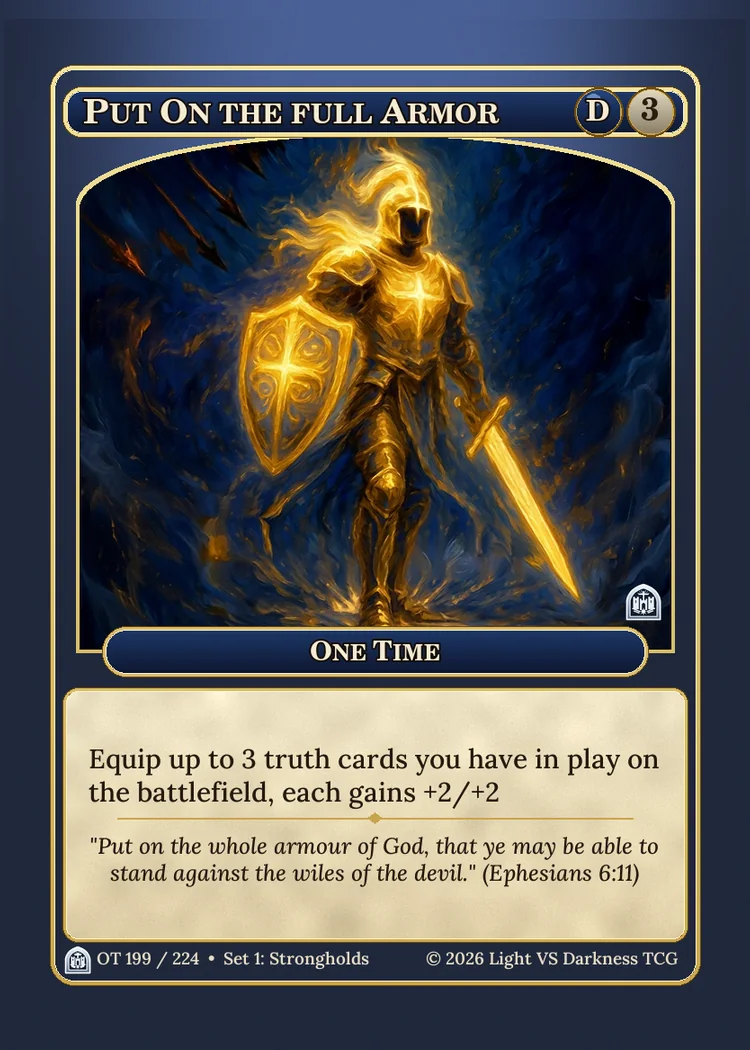 Put On the full Armor D 3
One Time
Equip up to 3 truth cards you have in play on
the battlefield, each gains +2/+2
"Put on the whole armour of God, that ye may be able to
stand against the wiles of the devil." (Ephesians 6:11)
OT 199 / 224 • Set 1: Strongholds © 2026 Light VS Darkness TCG